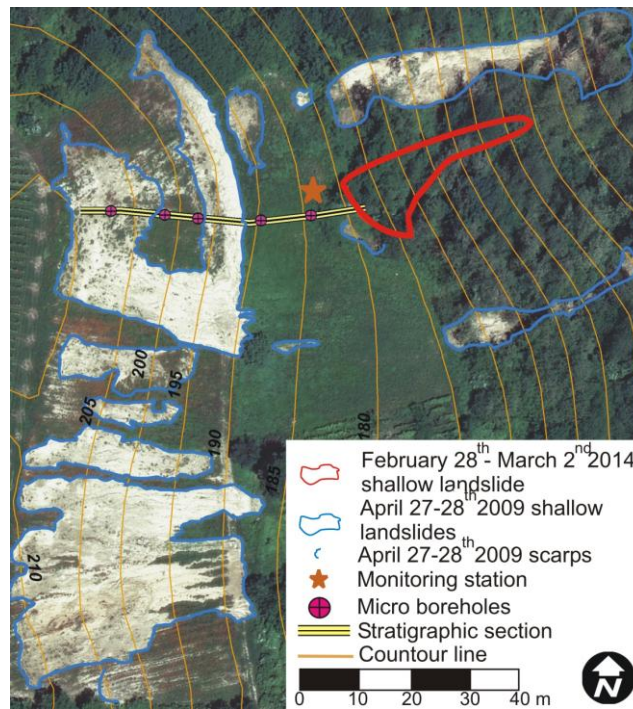 200
195
205
190
180
185
210
February 28th - March 2nd 2014
shallow landslide
April 27-28th 2009 shallow
landslides
April 27-28th 2009 scarps
Monitoring station
Micro boreholes
Stratigraphic section
Countour line
0 10 20 30 40 m
N